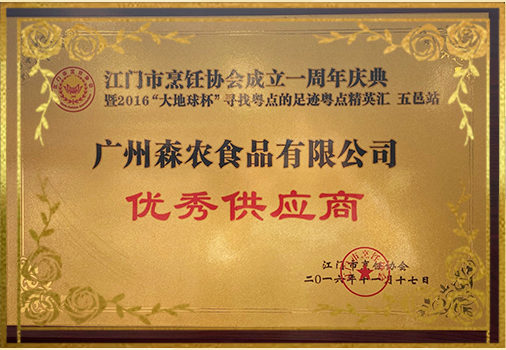 江门市烹饪协会成立一周年庆典
暨2016“大地球杯”寻找粤点的足迹粤点精英汇 五邑站
广州森农食品有限公司
优秀供应商
江门市烹饪协会
二〇一六年十一月十七日